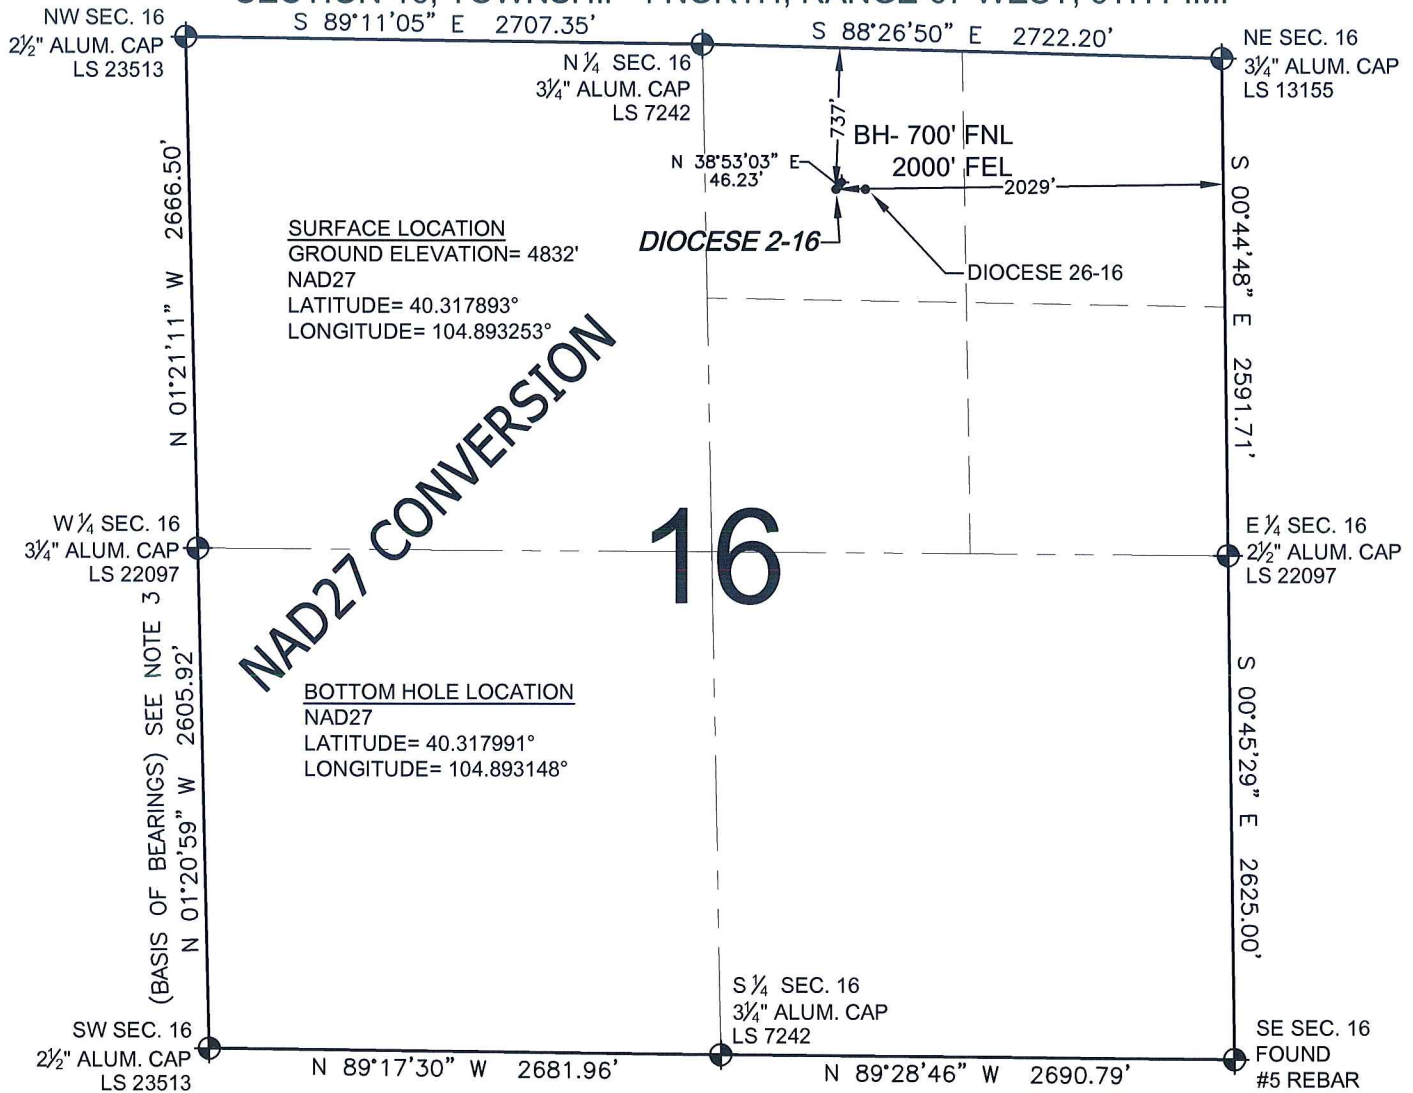 NW SEC. 16
2½" ALUM. CAP
LS 23513
S 89°11'05" E 2707.35'
N ¼ SEC. 16
3¼" ALUM. CAP
LS 7242
S 88°26'50" E 2722.20'
NE SEC. 16
3¼" ALUM. CAP
LS 13155
737'
BH- 700' FNL
2000' FEL
N 38°53'03" E
46.23'
2029'
DIOCESE 2-16
DIOCESE 26-16
N 01°21'11" W 2666.50'
S 00°44'48" E 2591.71'
SURFACE LOCATION
GROUND ELEVATION= 4832'
NAD27
LATITUDE= 40.317893°
LONGITUDE= 104.893253°
NAD27 CONVERSION
16
W ¼ SEC. 16
3¼" ALUM. CAP
LS 22097
E ¼ SEC. 16
2½" ALUM. CAP
LS 22097
(BASIS OF BEARINGS) SEE NOTE 3
N 01°20'59" W 2605.92'
BOTTOM HOLE LOCATION
NAD27
LATITUDE= 40.317991°
LONGITUDE= 104.893148°
S 00°45'29" E 2625.00'
SW SEC. 16
2½" ALUM. CAP
LS 23513
N 89°17'30" W 2681.96'
S ¼ SEC. 16
3¼" ALUM. CAP
LS 7242
N 89°28'46" W 2690.79'
SE SEC. 16
FOUND
#5 REBAR